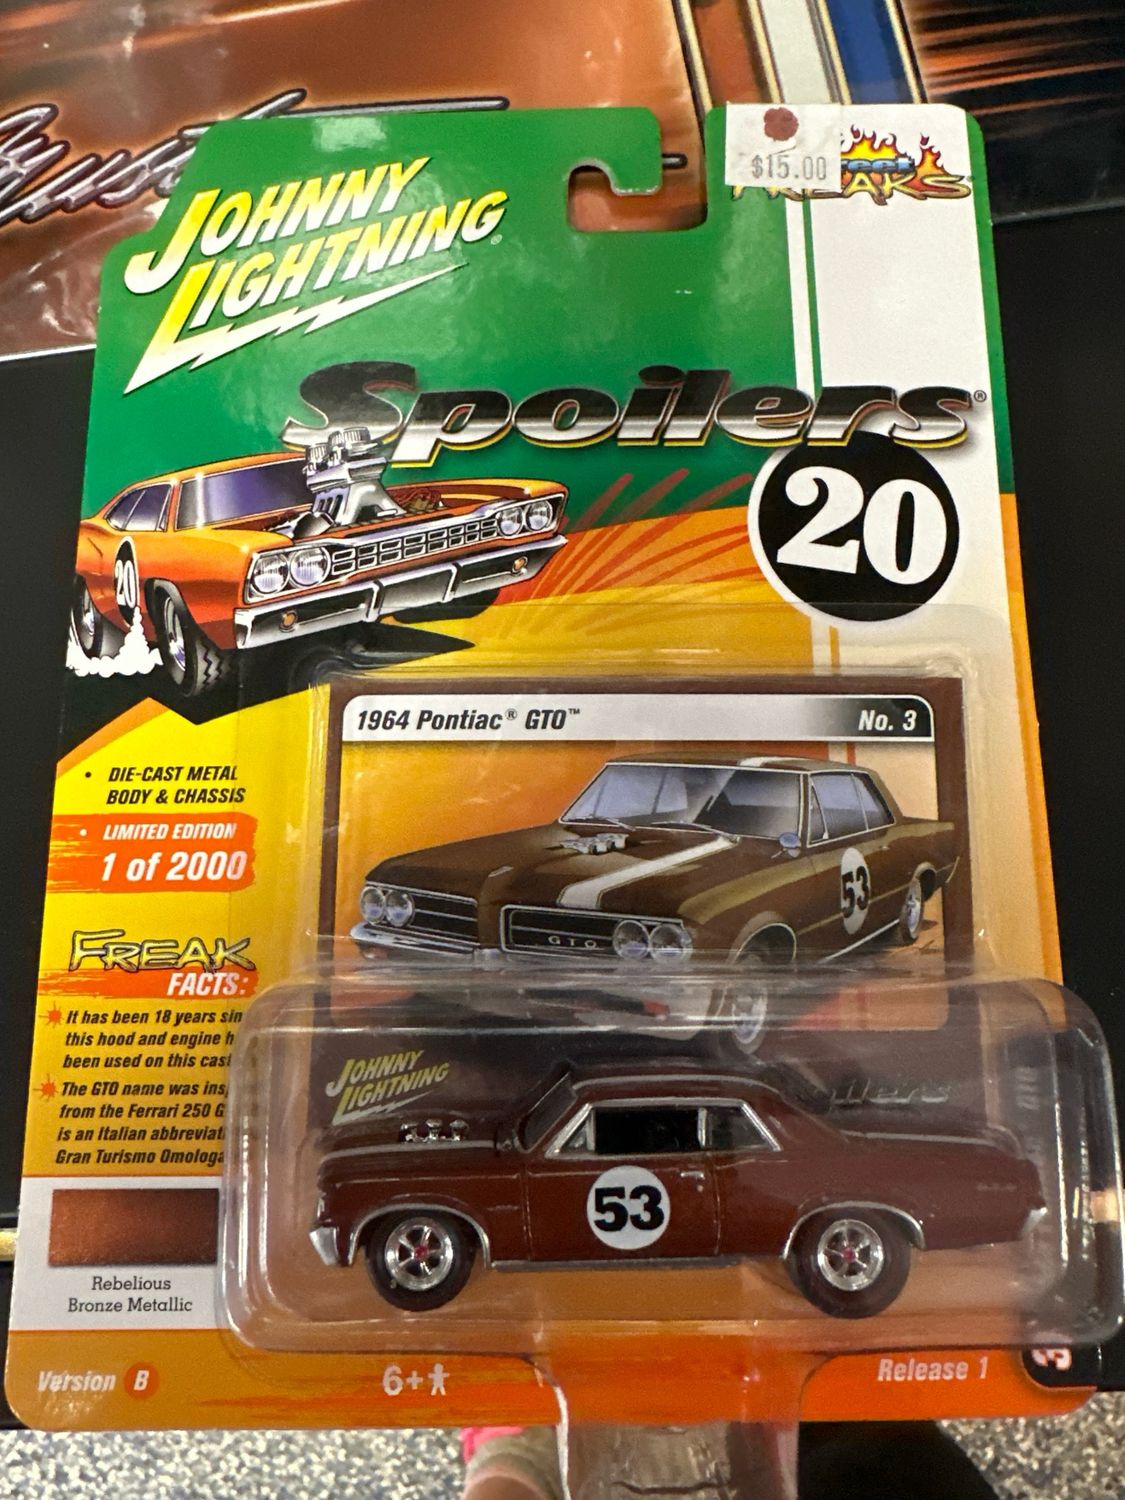 $15.00
Street
FREAKS
JOHNNY
LIGHTNING®
Spoilers®
20
20
1964 Pontiac® GTO™ No. 3
• DIE-CAST METAL
BODY & CHASSIS
• LIMITED EDITION
1 of 2000
53
GTO
FREAK
FACTS:
It has been 18 years sin
this hood and engine h
been used on this cast
The GTO name was ins
from the Ferrari 250 G
is an Italian abbreviat
Gran Turismo Omologa
JOHNNY
LIGHTNING
53
Rebelious
Bronze Metallic
Version B
6+
Release 1